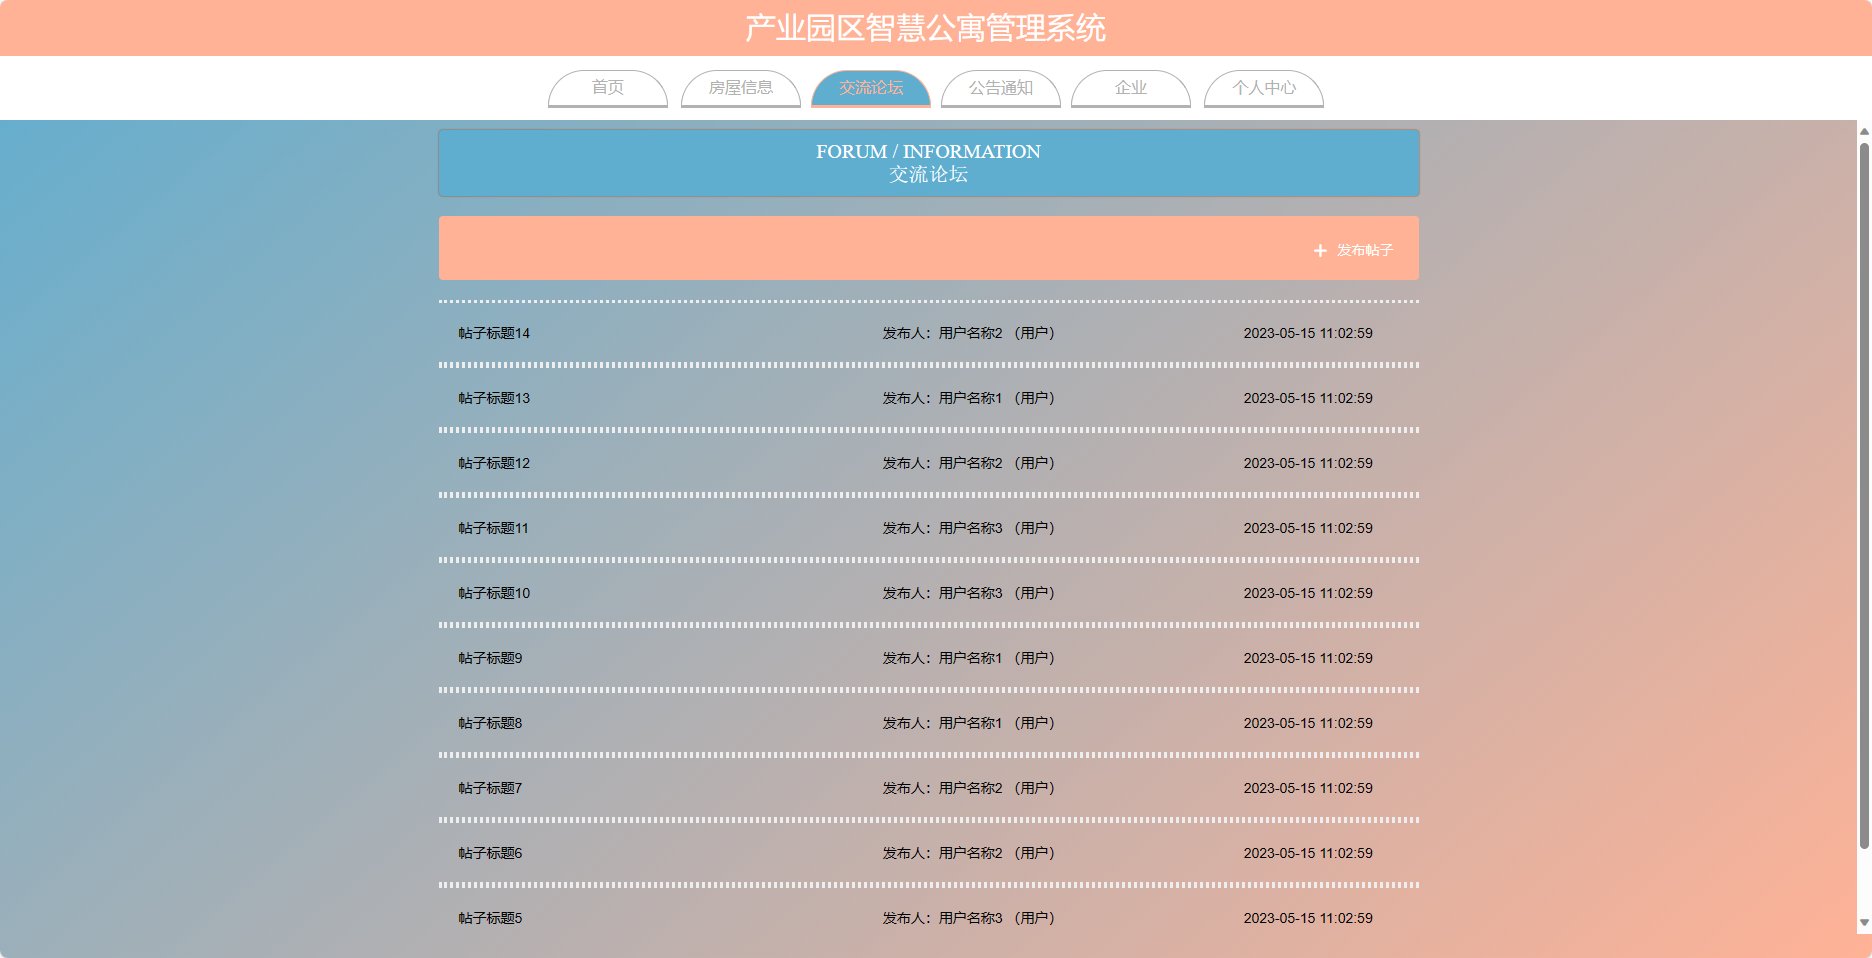 产业园区智慧公寓管理系统
首页 房屋信息 交流论坛 公告通知 企业 个人中心
FORUM / INFORMATION
交流论坛
+ 发布帖子
帖子标题14 发布人：用户名称2 （用户） 2023-05-15 11:02:59
帖子标题13 发布人：用户名称1 （用户） 2023-05-15 11:02:59
帖子标题12 发布人：用户名称2 （用户） 2023-05-15 11:02:59
帖子标题11 发布人：用户名称3 （用户） 2023-05-15 11:02:59
帖子标题10 发布人：用户名称3 （用户） 2023-05-15 11:02:59
帖子标题9 发布人：用户名称1 （用户） 2023-05-15 11:02:59
帖子标题8 发布人：用户名称1 （用户） 2023-05-15 11:02:59
帖子标题7 发布人：用户名称2 （用户） 2023-05-15 11:02:59
帖子标题6 发布人：用户名称2 （用户） 2023-05-15 11:02:59
帖子标题5 发布人：用户名称3 （用户） 2023-05-15 11:02:59